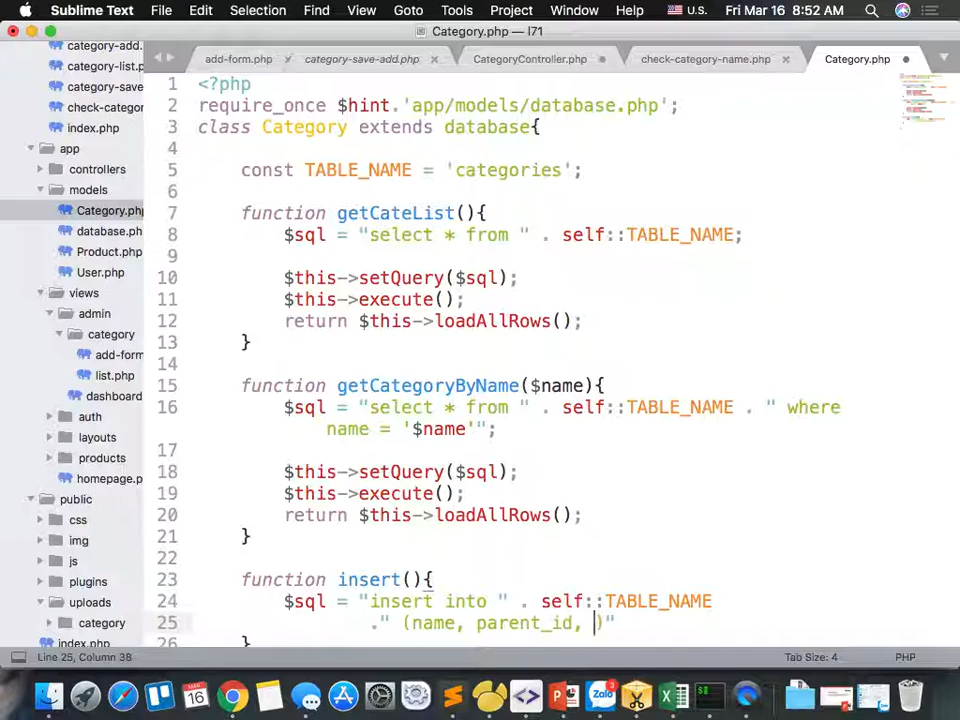 Sublime Text File Edit Selection Find View Goto Tools Project Window Help U.S. Fri Mar 16 8:52 AM
Category.php — l71
add-form.php category-save-add.php CategoryController.php check-category-name.php Category.php
category-add.
category-list.p
category-save
check-categor
index.php
app
controllers
models
Category.php
database.ph
Product.php
User.php
views
admin
category
add-form
list.php
dashboard
auth
layouts
products
homepage.p
public
css
img
js
plugins
uploads
category
index.php
1 <?php
2 require_once $hint.'app/models/database.php';
3 class Category extends database{
4
5 const TABLE_NAME = 'categories';
6
7 function getCateList(){
8 $sql = "select * from " . self::TABLE_NAME;
9
10 $this->setQuery($sql);
11 $this->execute();
12 return $this->loadAllRows();
13 }
14
15 function getCategoryByName($name){
16 $sql = "select * from " . self::TABLE_NAME . " where
name = '$name'";
17
18 $this->setQuery($sql);
19 $this->execute();
20 return $this->loadAllRows();
21 }
22
23 function insert(){
24 $sql = "insert into " . self::TABLE_NAME
25 ." (name, parent_id, )"
26 }
Line 25, Column 38 Tab Size: 4 PHP
MAR
16
3
Zalo